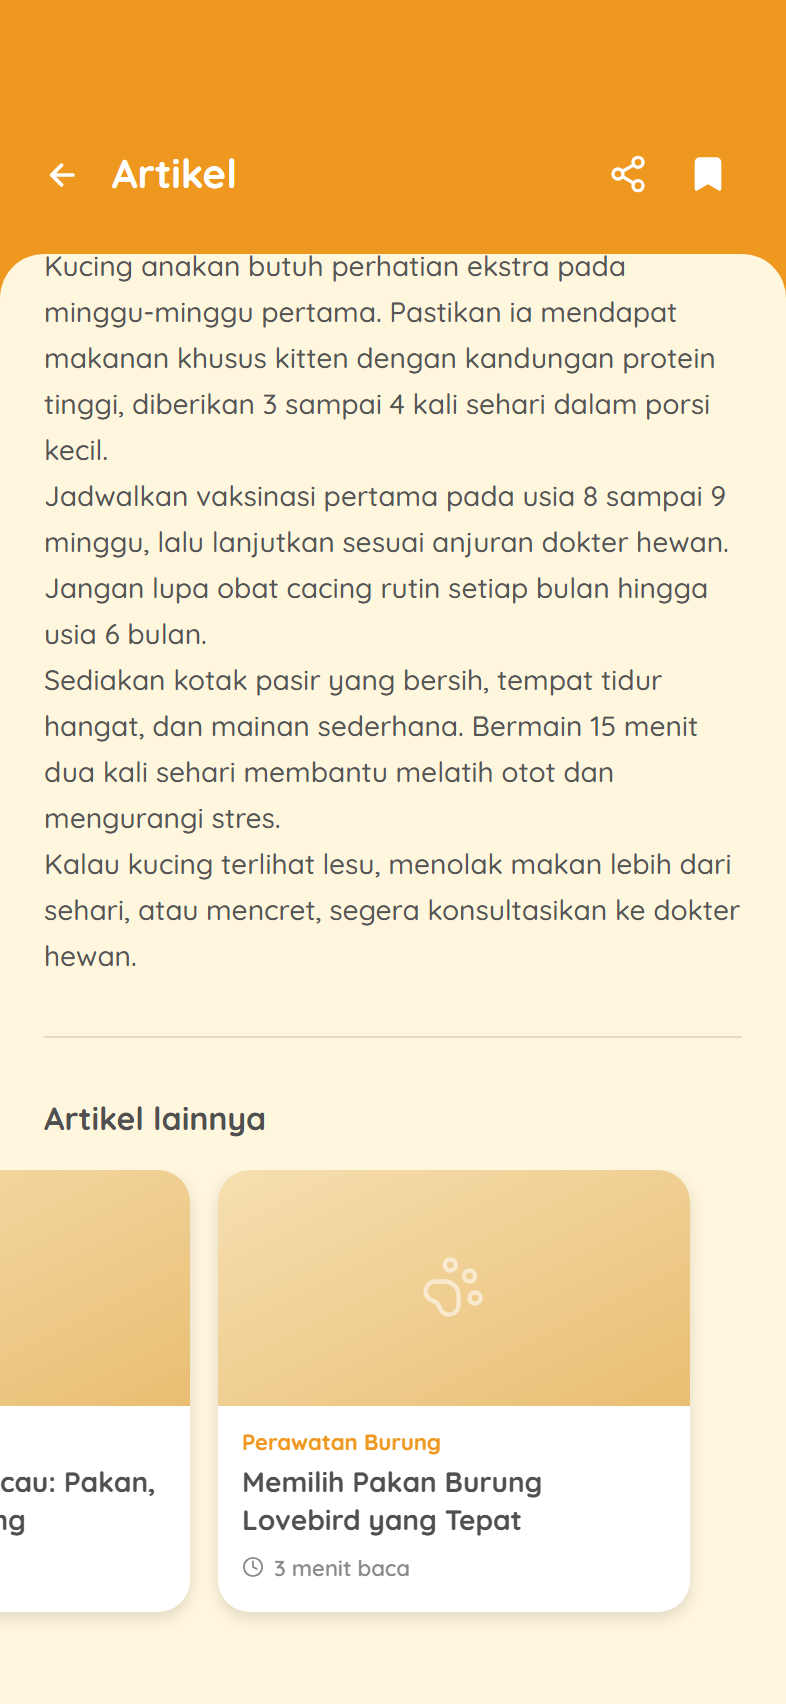 Artikel
Kucing anakan butuh perhatian ekstra pada
minggu-minggu pertama. Pastikan ia mendapat
makanan khusus kitten dengan kandungan protein
tinggi, diberikan 3 sampai 4 kali sehari dalam porsi
kecil.
Jadwalkan vaksinasi pertama pada usia 8 sampai 9
minggu, lalu lanjutkan sesuai anjuran dokter hewan.
Jangan lupa obat cacing rutin setiap bulan hingga
usia 6 bulan.
Sediakan kotak pasir yang bersih, tempat tidur
hangat, dan mainan sederhana. Bermain 15 menit
dua kali sehari membantu melatih otot dan
mengurangi stres.
Kalau kucing terlihat lesu, menolak makan lebih dari
sehari, atau mencret, segera konsultasikan ke dokter
hewan.
Artikel lainnya
cau: Pakan,
ng
Perawatan Burung
Memilih Pakan Burung
Lovebird yang Tepat
3 menit baca